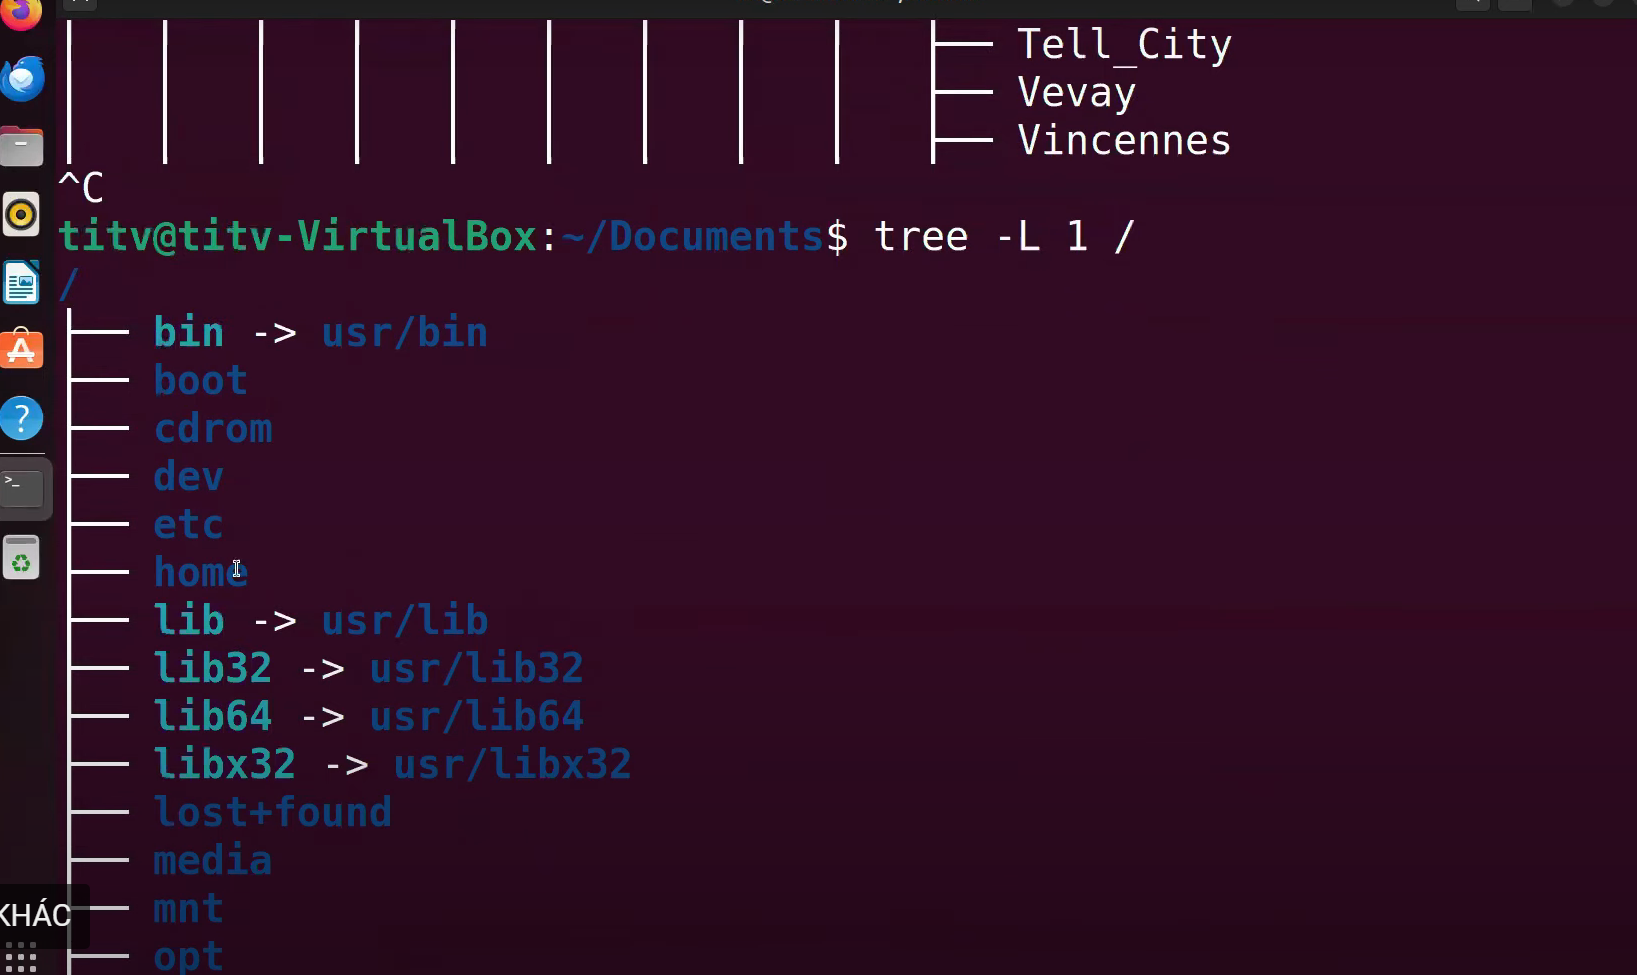 Tell_City
Vevay
Vincennes
^C
titv@titv-VirtualBox:~/Documents$ tree -L 1 /
/
bin -> usr/bin
boot
cdrom
dev
etc
home
lib -> usr/lib
lib32 -> usr/lib32
lib64 -> usr/lib64
libx32 -> usr/libx32
lost+found
media
mnt
opt
KHÁC